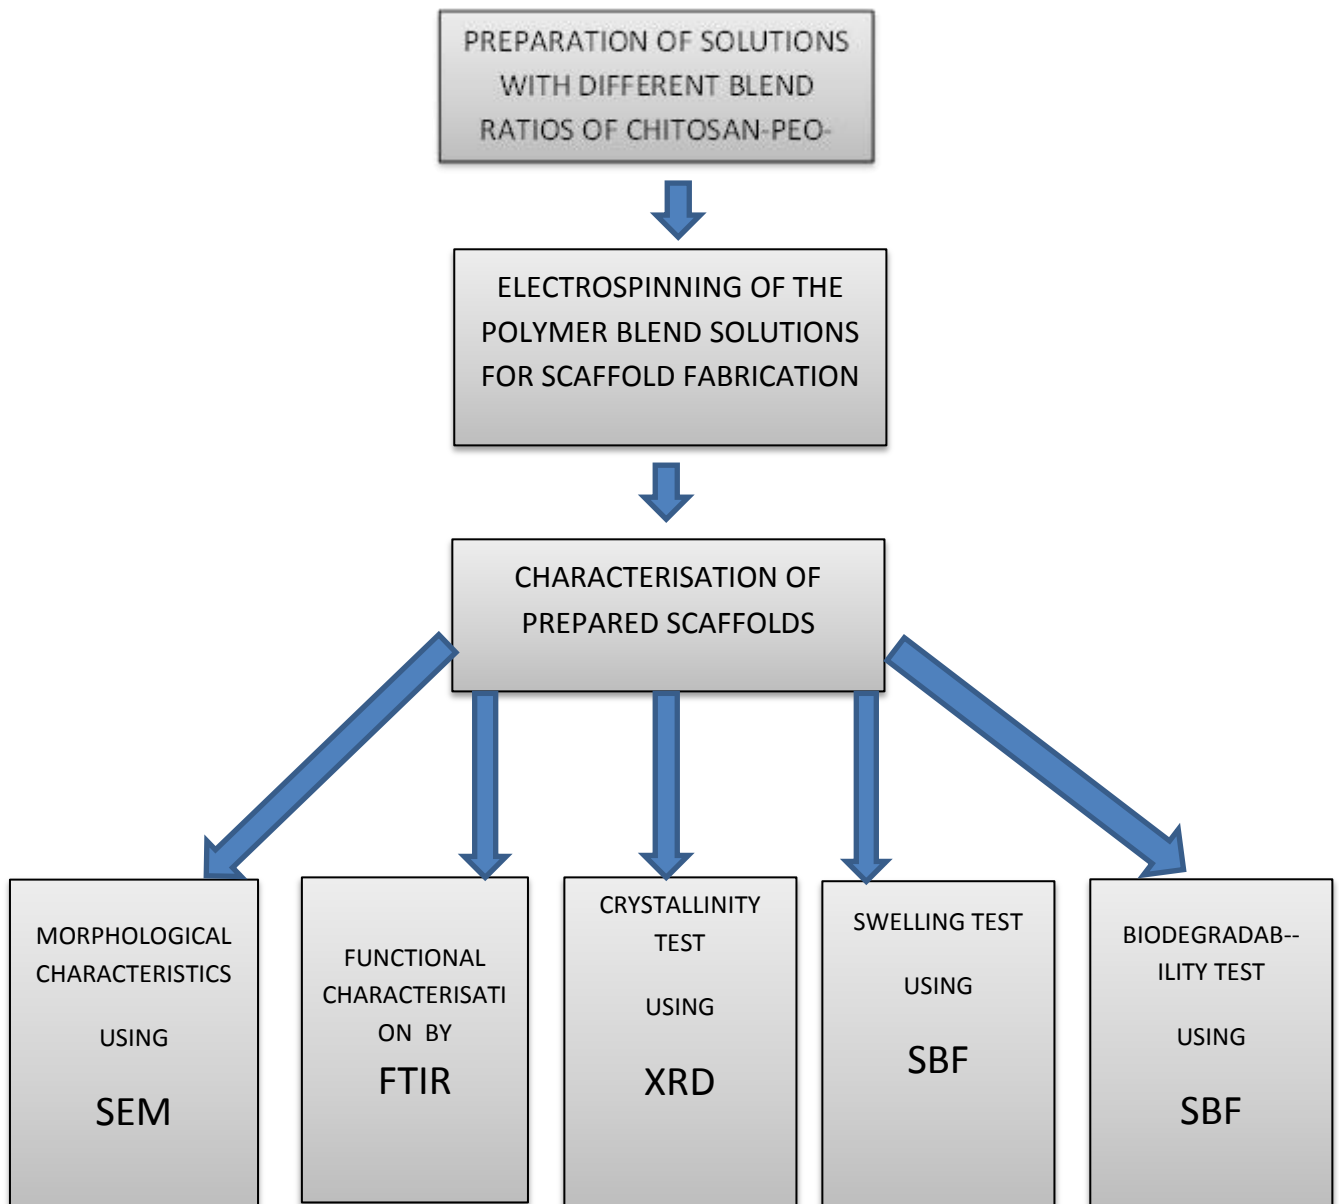 PREPARATION OF SOLUTIONS
WITH DIFFERENT BLEND
RATIOS OF CHITOSAN-PEO-
ELECTROSPINNING OF THE
POLYMER BLEND SOLUTIONS
FOR SCAFFOLD FABRICATION
CHARACTERISATION OF
PREPARED SCAFFOLDS
MORPHOLOGICAL
CHARACTERISTICS
USING
SEM
FUNCTIONAL
CHARACTERISATI
ON BY
FTIR
CRYSTALLINITY
TEST
USING
XRD
SWELLING TEST
USING
SBF
BIODEGRADAB--
ILITY TEST
USING
SBF